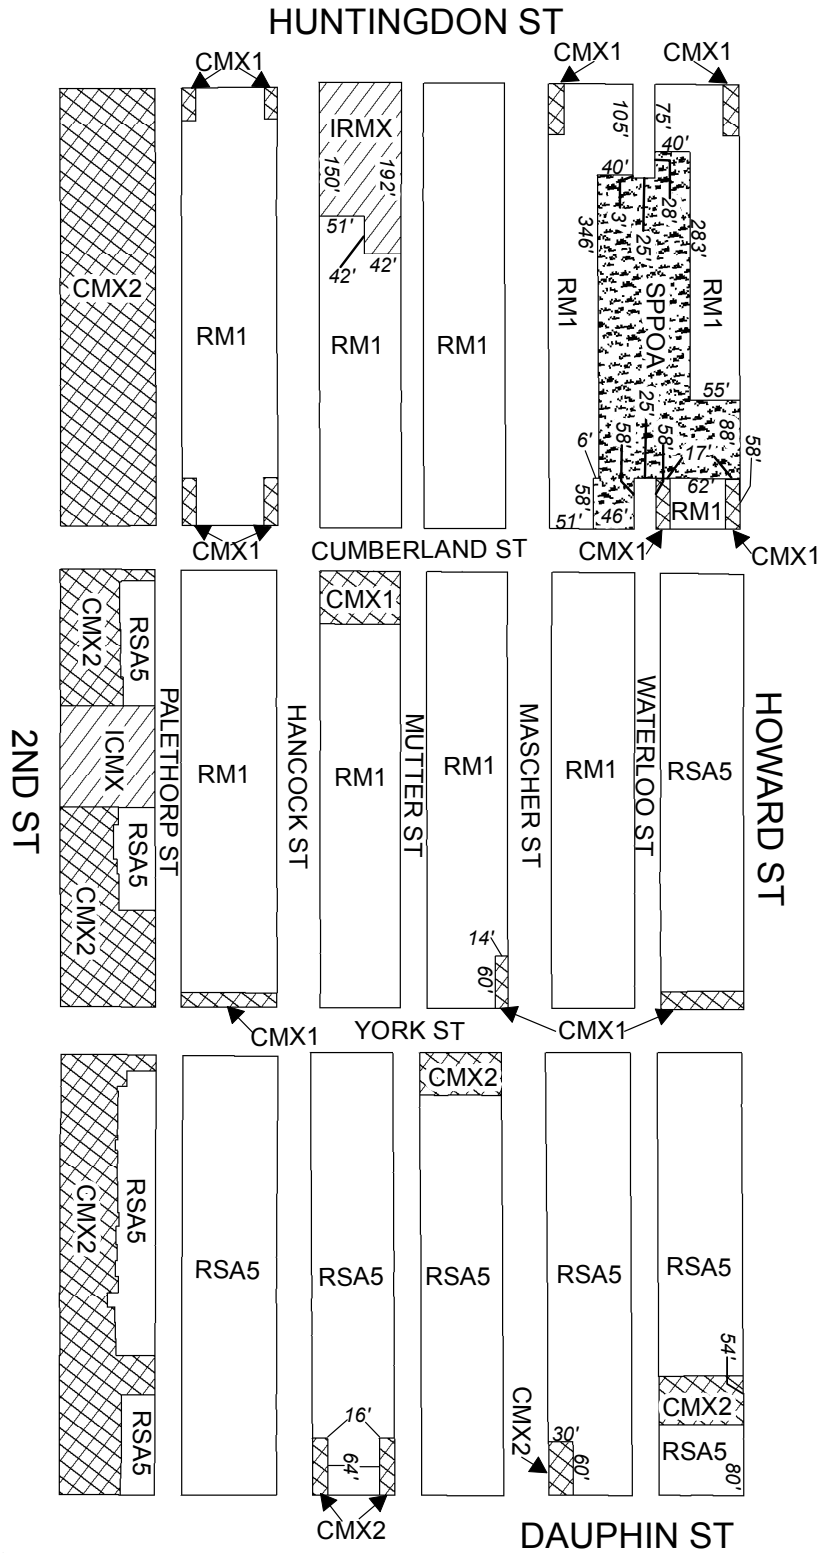 HUNTINGDON ST
CMX1
CMX1
CMX1
IRMX
150'
192'
51'
42'
42'
105'
75'
40'
40'
3'
28'
25'
346'
283'
CMX2
RM1
RM1
RM1
RM1
SPPOA
RM1
55'
25'
88'
6'
58'
58'
17'
58'
58'
62'
51'
46'
RM1
CMX1
CUMBERLAND ST
CMX1
CMX1
CMX2
RSA5
CMX1
2ND ST
ICMX
PALETHORP ST
RM1
HANCOCK ST
RM1
MUTTER ST
RM1
MASCHER ST
RM1
WATERLOO ST
RSA5
HOWARD ST
RSA5
CMX2
14'
60'
CMX1
YORK ST
CMX1
CMX2
CMX2
RSA5
RSA5
RSA5
RSA5
RSA5
RSA5
54'
CMX2
RSA5
80'
RSA5
16'
64'
CMX2
CMX2
30'
60'
DAUPHIN ST